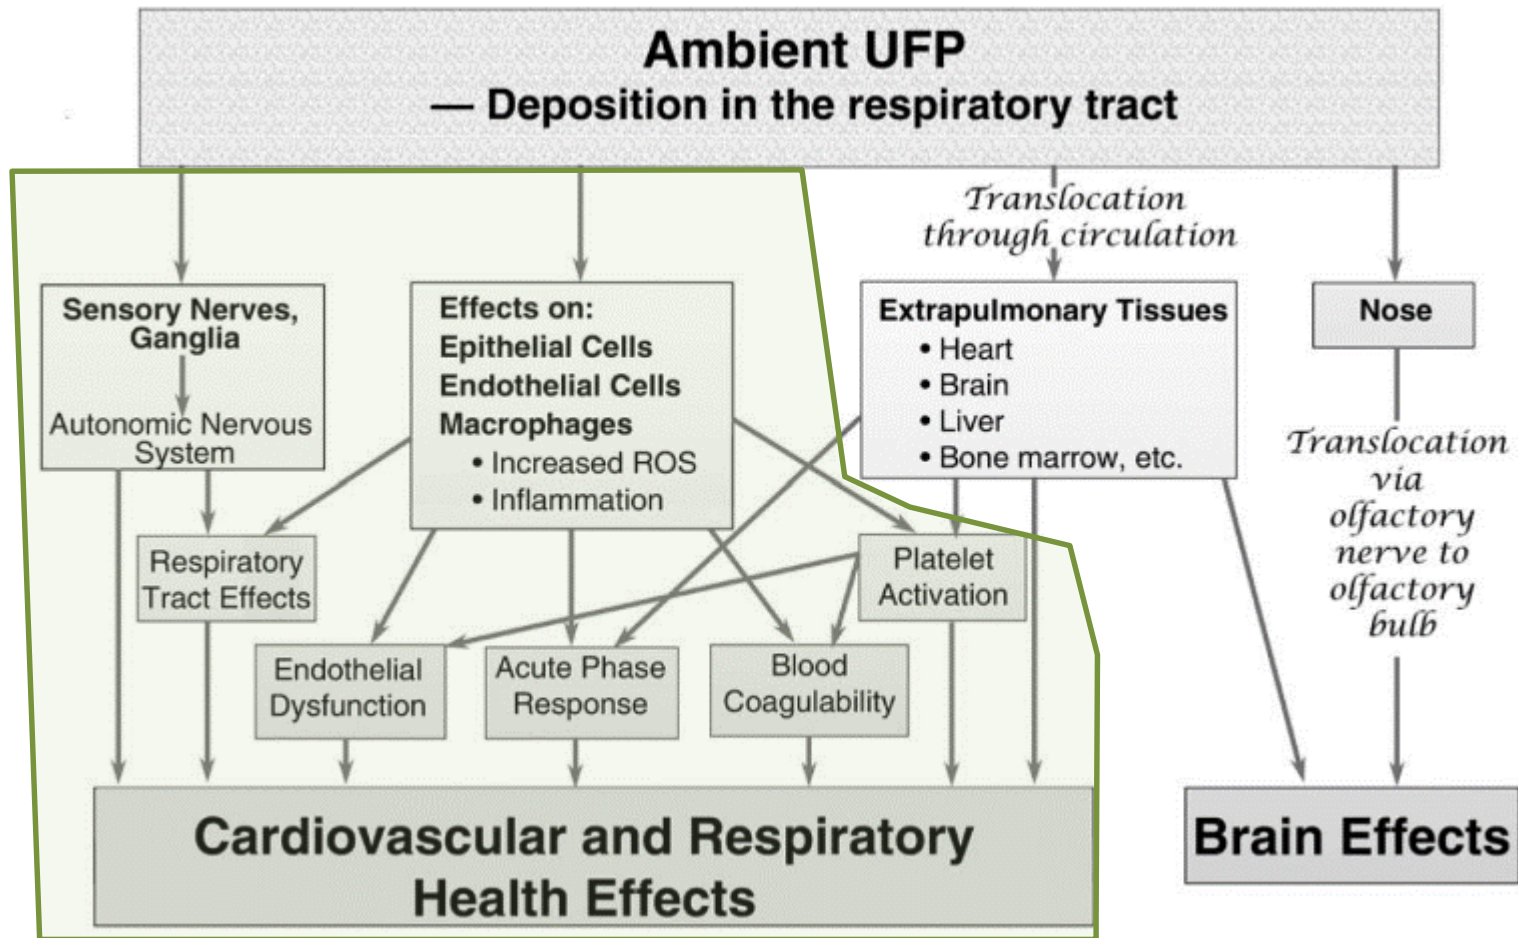 Ambient UFP
— Deposition in the respiratory tract
Translocation
through circulation
Sensory Nerves,
Ganglia
Autonomic Nervous
System
Effects on:
Epithelial Cells
Endothelial Cells
Macrophages
• Increased ROS
• Inflammation
Extrapulmonary Tissues
• Heart
• Brain
• Liver
• Bone marrow, etc.
Nose
Translocation
via
olfactory
nerve to
olfactory
bulb
Respiratory
Tract Effects
Platelet
Activation
Endothelial
Dysfunction
Acute Phase
Response
Blood
Coagulability
Cardiovascular and Respiratory
Health Effects
Brain Effects